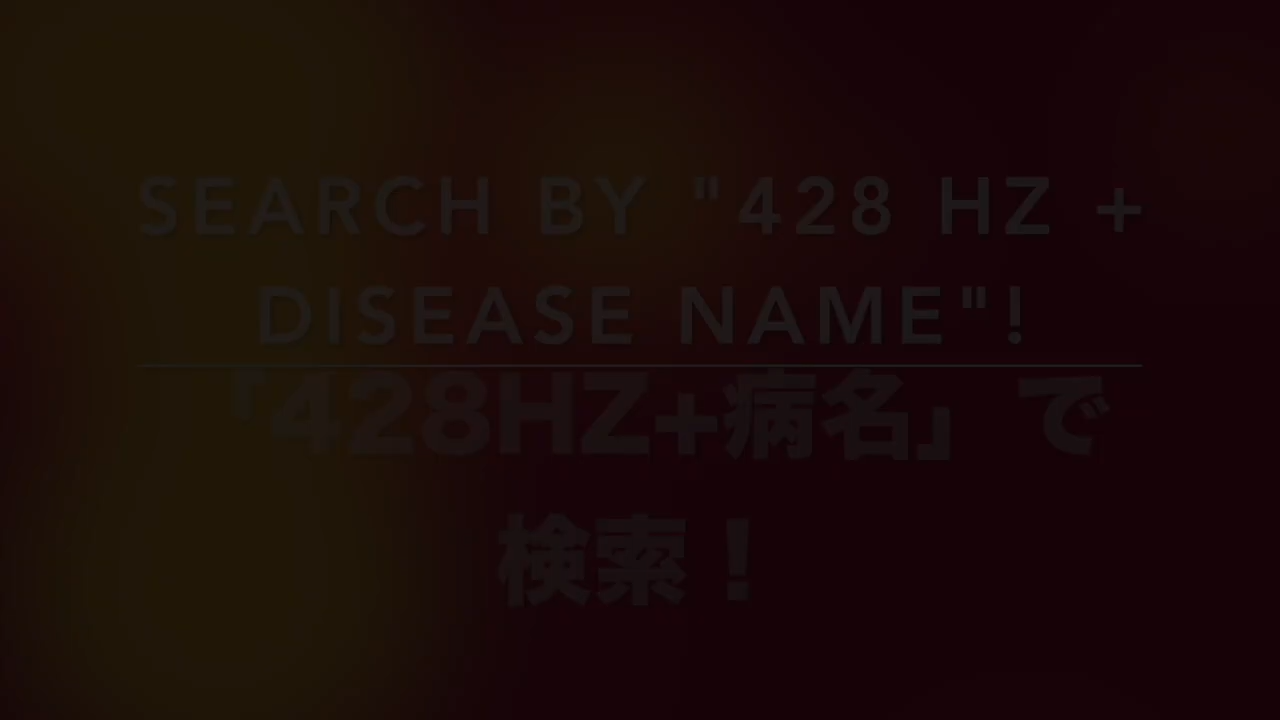 SEARCH BY "428 HZ +
DISEASE NAME"!
「428HZ+病名」で
検索！